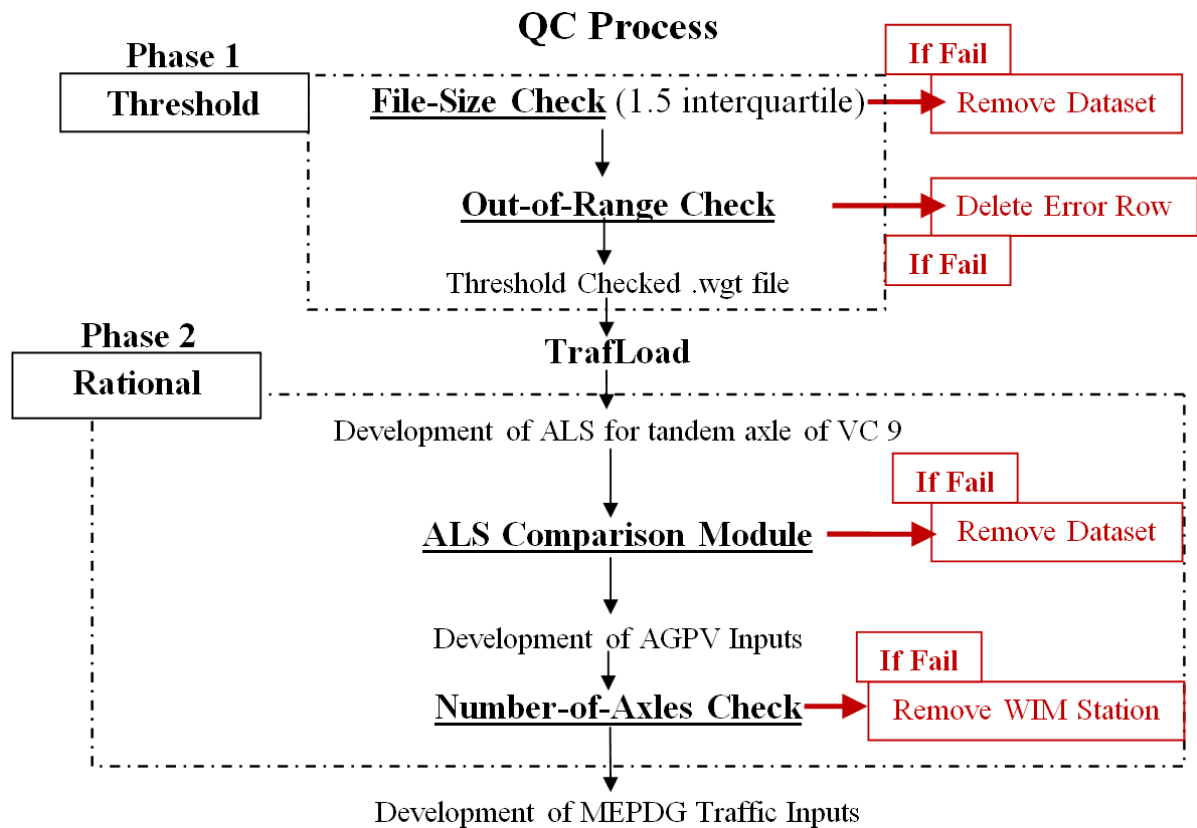 QC Process
Phase 1
Threshold
If Fail
File-Size Check (1.5 interquartile)
Remove Dataset
Out-of-Range Check
Delete Error Row
If Fail
Threshold Checked .wgt file
Phase 2
TrafLoad
Rational
Development of ALS for tandem axle of VC 9
If Fail
ALS Comparison Module
Remove Dataset
Development of AGPV Inputs
If Fail
Number-of-Axles Check
Remove WIM Station
Development of MEPDG Traffic Inputs